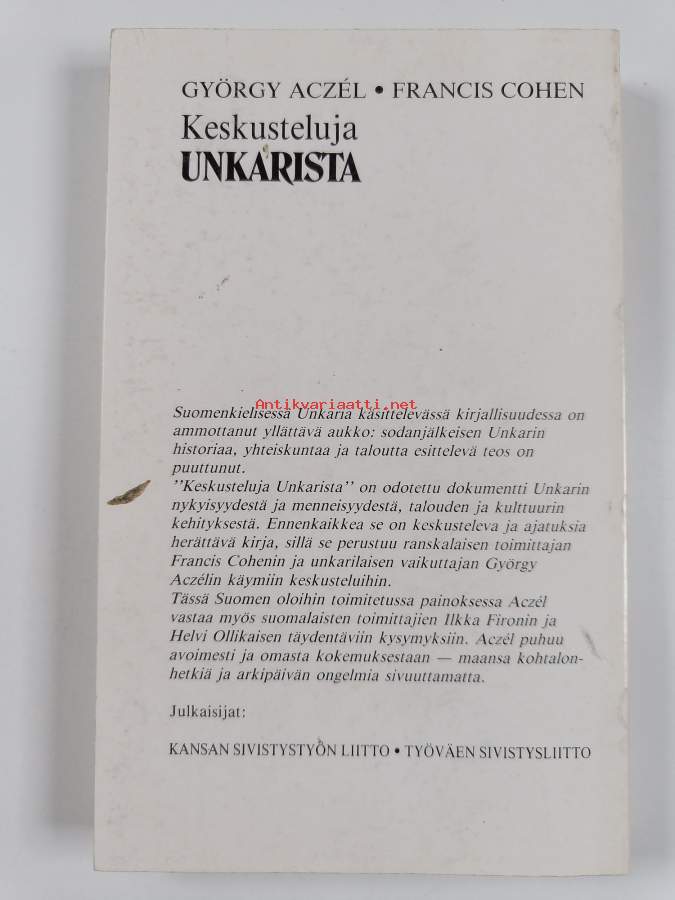 GYÖRGY ACZÉL • FRANCIS COHEN
Keskusteluja
UNKARISTA
Antikvariaatti.net
Suomenkielisessä Unkaria käsittelevässä kirjallisuudessa on
ammottanut yllättävä aukko: sodanjälkeisen Unkarin
historiaa, yhteiskuntaa ja taloutta esittelevä teos on
puuttunut.
''Keskusteluja Unkarista'' on odotettu dokumentti Unkarin
nykyisyydestä ja menneisyydestä, talouden ja kulttuurin
kehityksestä. Ennenkaikkea se on keskusteleva ja ajatuksia
herättävä kirja, sillä se perustuu ranskalaisen toimittajan
Francis Cohenin ja unkarilaisen vaikuttajan György
Aczélin käymiin keskusteluihin.
Tässä Suomen oloihin toimitetussa painoksessa Aczél
vastaa myös suomalaisten toimittajien Ilkka Fironin ja
Helvi Ollikaisen täydentäviin kysymyksiin. Aczél puhuu
avoimesti ja omasta kokemuksestaan — maansa kohtalon-
hetkiä ja arkipäivän ongelmia sivuuttamatta.
Julkaisijat:
KANSAN SIVISTYSTYÖN LIITTO • TYÖVÄEN SIVISTYSLIITTO